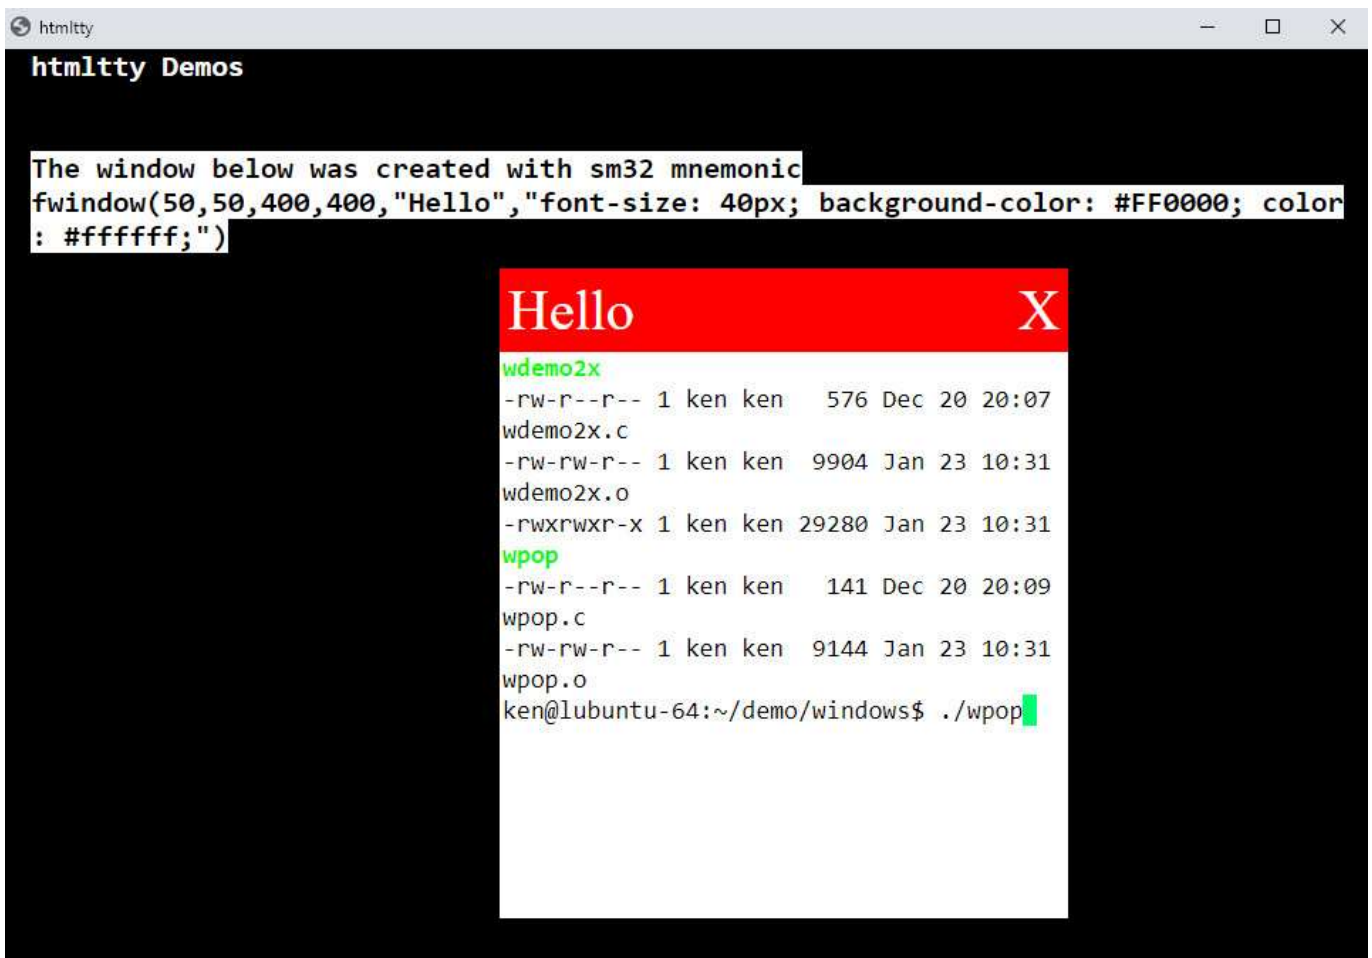 htmltty
htmltty Demos
The window below was created with sm32 mnemonic
fwindow(50,50,400,400,"Hello","font-size: 40px; background-color: #FF0000; color
: #ffffff;")
Hello X
wdemo2x
-rw-r--r-- 1 ken ken   576 Dec 20 20:07
wdemo2x.c
-rw-rw-r-- 1 ken ken  9904 Jan 23 10:31
wdemo2x.o
-rwxrwxr-x 1 ken ken 29280 Jan 23 10:31
wpop
-rw-r--r-- 1 ken ken   141 Dec 20 20:09
wpop.c
-rw-rw-r-- 1 ken ken  9144 Jan 23 10:31
wpop.o
ken@lubuntu-64:~/demo/windows$ ./wpop